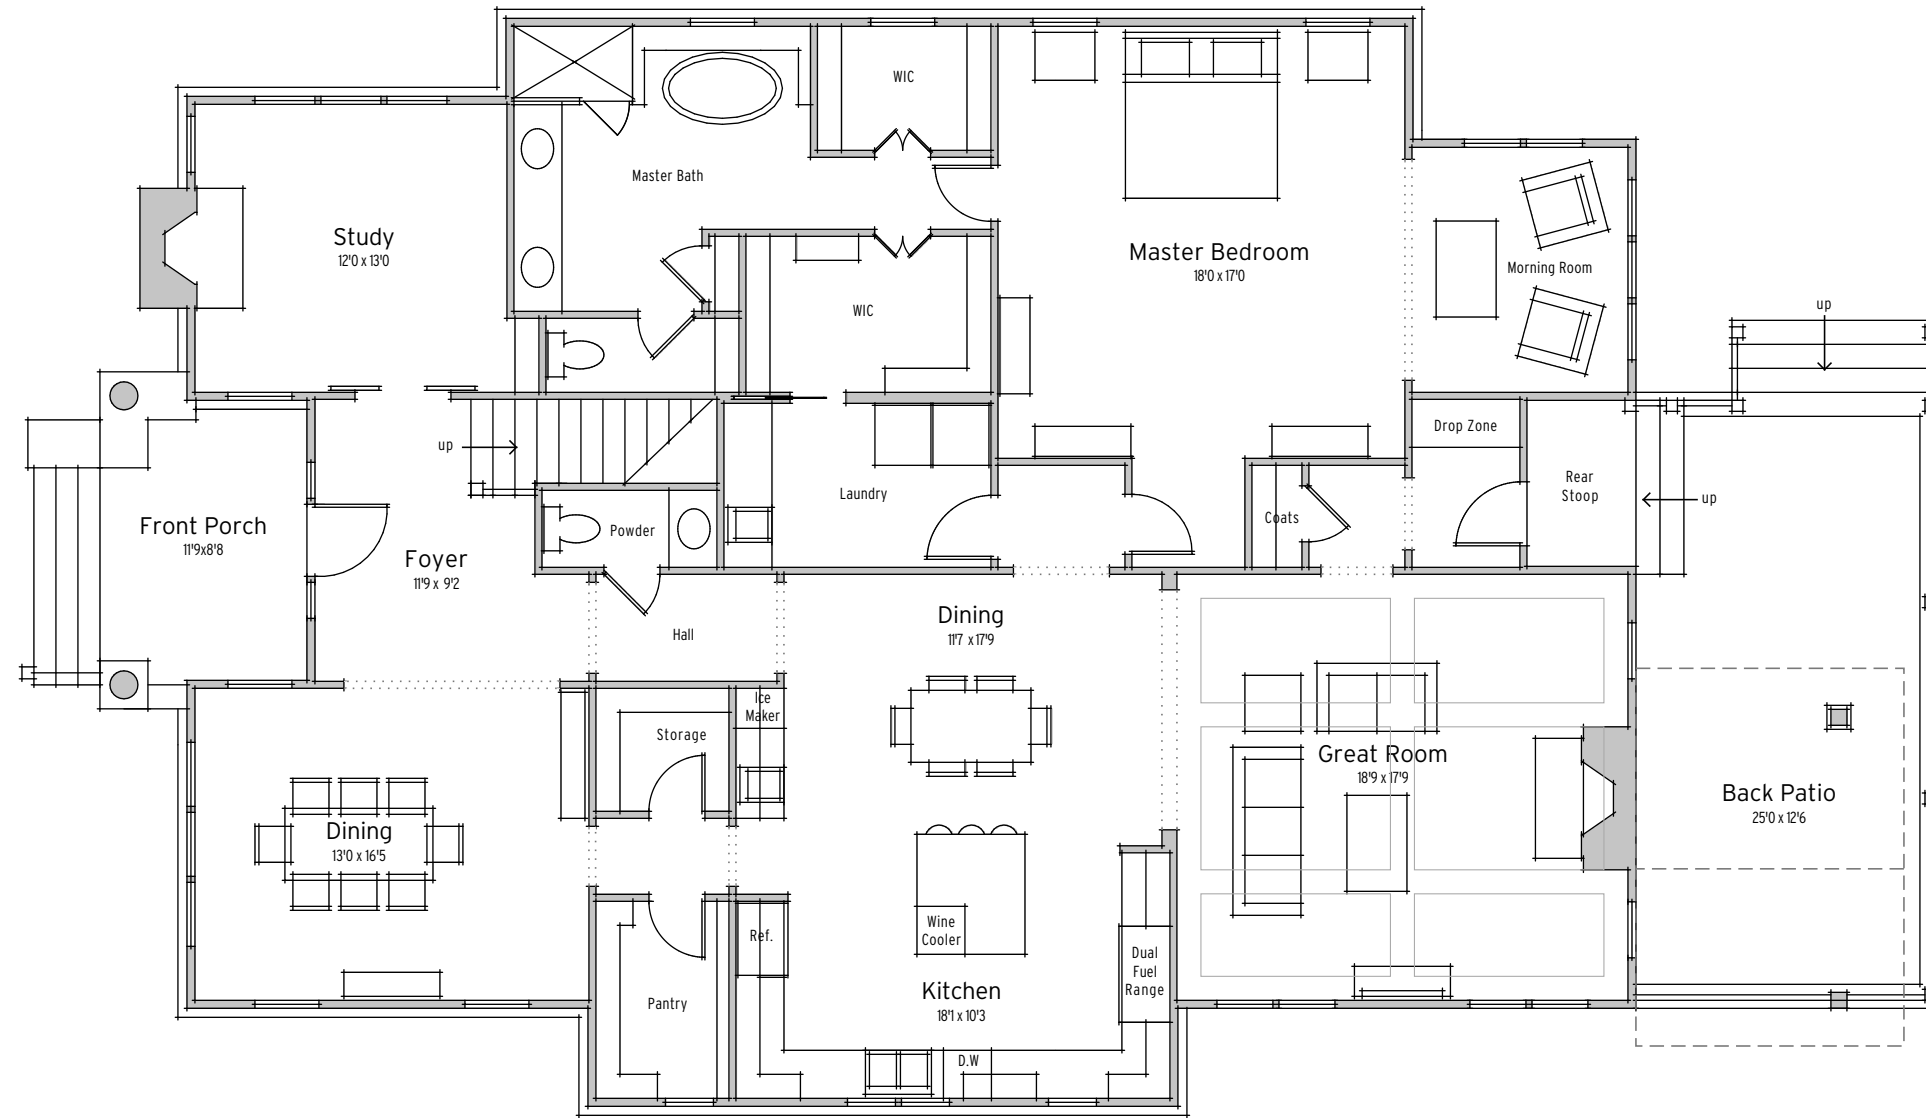 WIC
Master Bath
Study
12'0 x 13'0
Master Bedroom
18'0 x 17'0
Morning Room
WIC
up
up
Drop Zone
Rear
Stoop
up
Laundry
Coats
Powder
Front Porch
11'9x8'8
Foyer
11'9 x 9'2
Hall
Dining
11'7 x 17'9
Ice
Maker
Storage
Great Room
18'9 x 17'9
Back Patio
25'0 x 12'6
Dining
13'0 x 16'5
Ref.
Wine
Cooler
Dual
Fuel
Range
Pantry
Kitchen
18'1 x 10'3
D.W